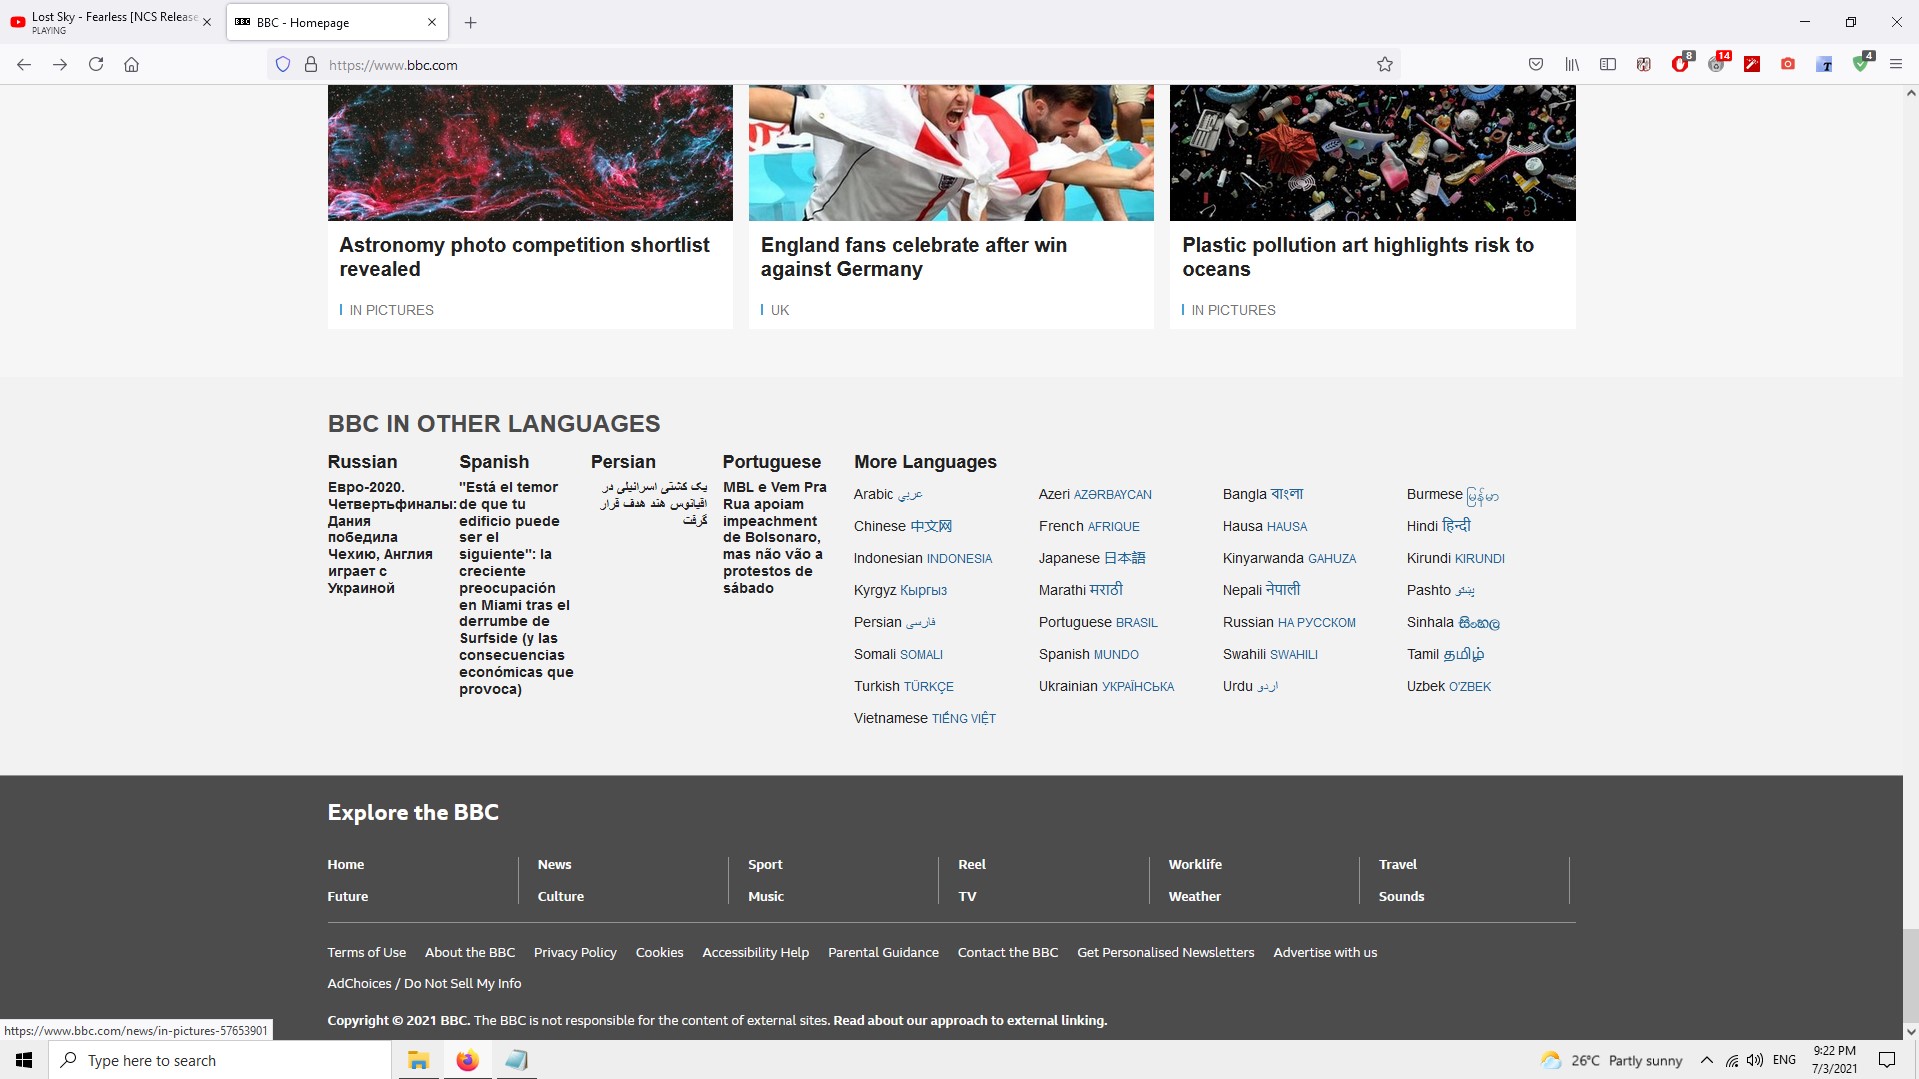 Lost Sky - Fearless [NCS Release
PLAYING
BBC - Homepage
https://www.bbc.com
8
14
4
Astronomy photo competition shortlist
revealed
IN PICTURES
England fans celebrate after win
against Germany
UK
Plastic pollution art highlights risk to
oceans
IN PICTURES
BBC IN OTHER LANGUAGES
Russian
Евро-2020.
Четвертьфиналы:
Дания
победила
Чехию, Англия
играет с
Украиной
Spanish
"Está el temor
de que tu
edificio puede
ser el
siguiente": la
creciente
preocupación
en Miami tras el
derrumbe de
Surfside (y las
consecuencias
económicas que
provoca)
Persian
یک کشتی اسرائیلی در
اقیانوس هند هدف قرار
گرفت
Portuguese
MBL e Vem Pra
Rua apoiam
impeachment
de Bolsonaro,
mas não vão a
protestos de
sábado
More Languages
Arabic عربي
Azeri AZƏRBAYCAN
Bangla বাংলা
Burmese မြန်မာ
Chinese 中文网
French AFRIQUE
Hausa HAUSA
Hindi हिन्दी
Indonesian INDONESIA
Japanese 日本語
Kinyarwanda GAHUZA
Kirundi KIRUNDI
Kyrgyz Кыргыз
Marathi मराठी
Nepali नेपाली
Pashto پښتو
Persian فارسی
Portuguese BRASIL
Russian НА РУССКОМ
Sinhala සිංහල
Somali SOMALI
Spanish MUNDO
Swahili SWAHILI
Tamil தமிழ்
Turkish TÜRKÇE
Ukrainian УКРАЇНСЬКА
Urdu اردو
Uzbek O'ZBEK
Vietnamese TIẾNG VIỆT
Explore the BBC
Home
News
Sport
Reel
Worklife
Travel
Future
Culture
Music
TV
Weather
Sounds
Terms of Use About the BBC Privacy Policy Cookies Accessibility Help Parental Guidance Contact the BBC Get Personalised Newsletters Advertise with us
AdChoices / Do Not Sell My Info
Copyright © 2021 BBC. The BBC is not responsible for the content of external sites. Read about our approach to external linking.
https://www.bbc.com/news/in-pictures-57653901
Type here to search
26°C Partly sunny
ENG
9:22 PM
7/3/2021